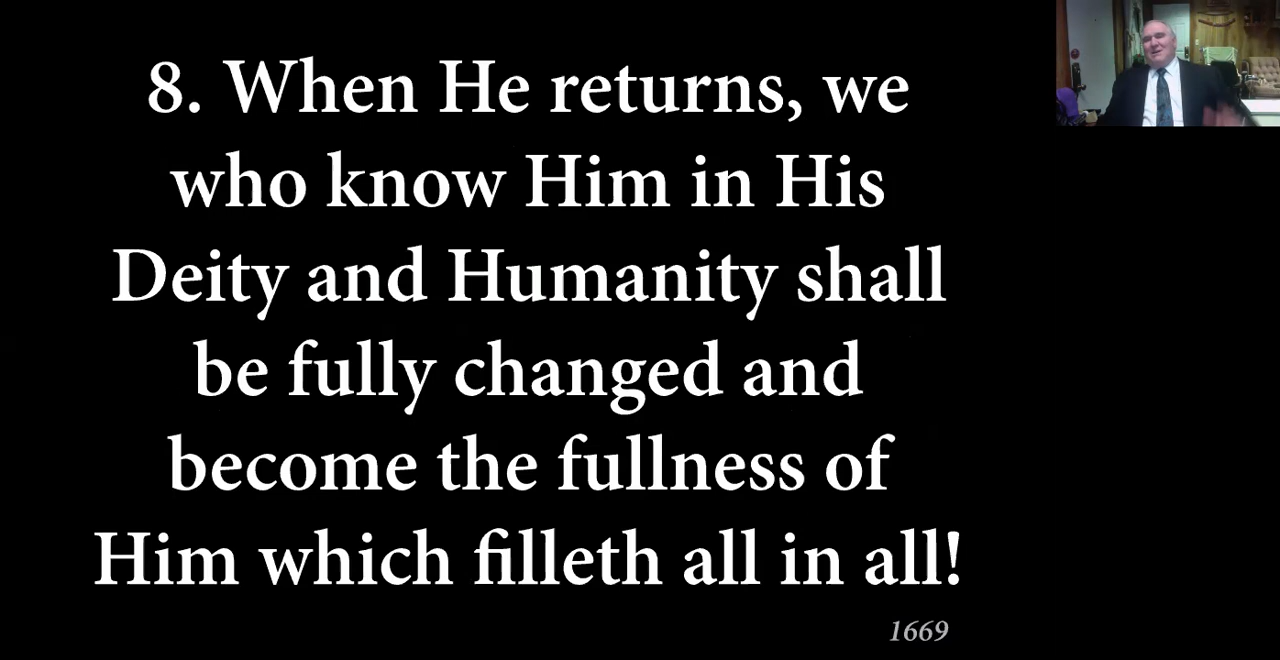 8. When He returns, we
who know Him in His
Deity and Humanity shall
be fully changed and
become the fullness of
Him which filleth all in all!
1669